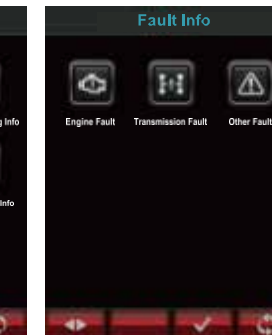 Fault Info
Info
Engine Fault
Transmission Fault
Other Fault
Info